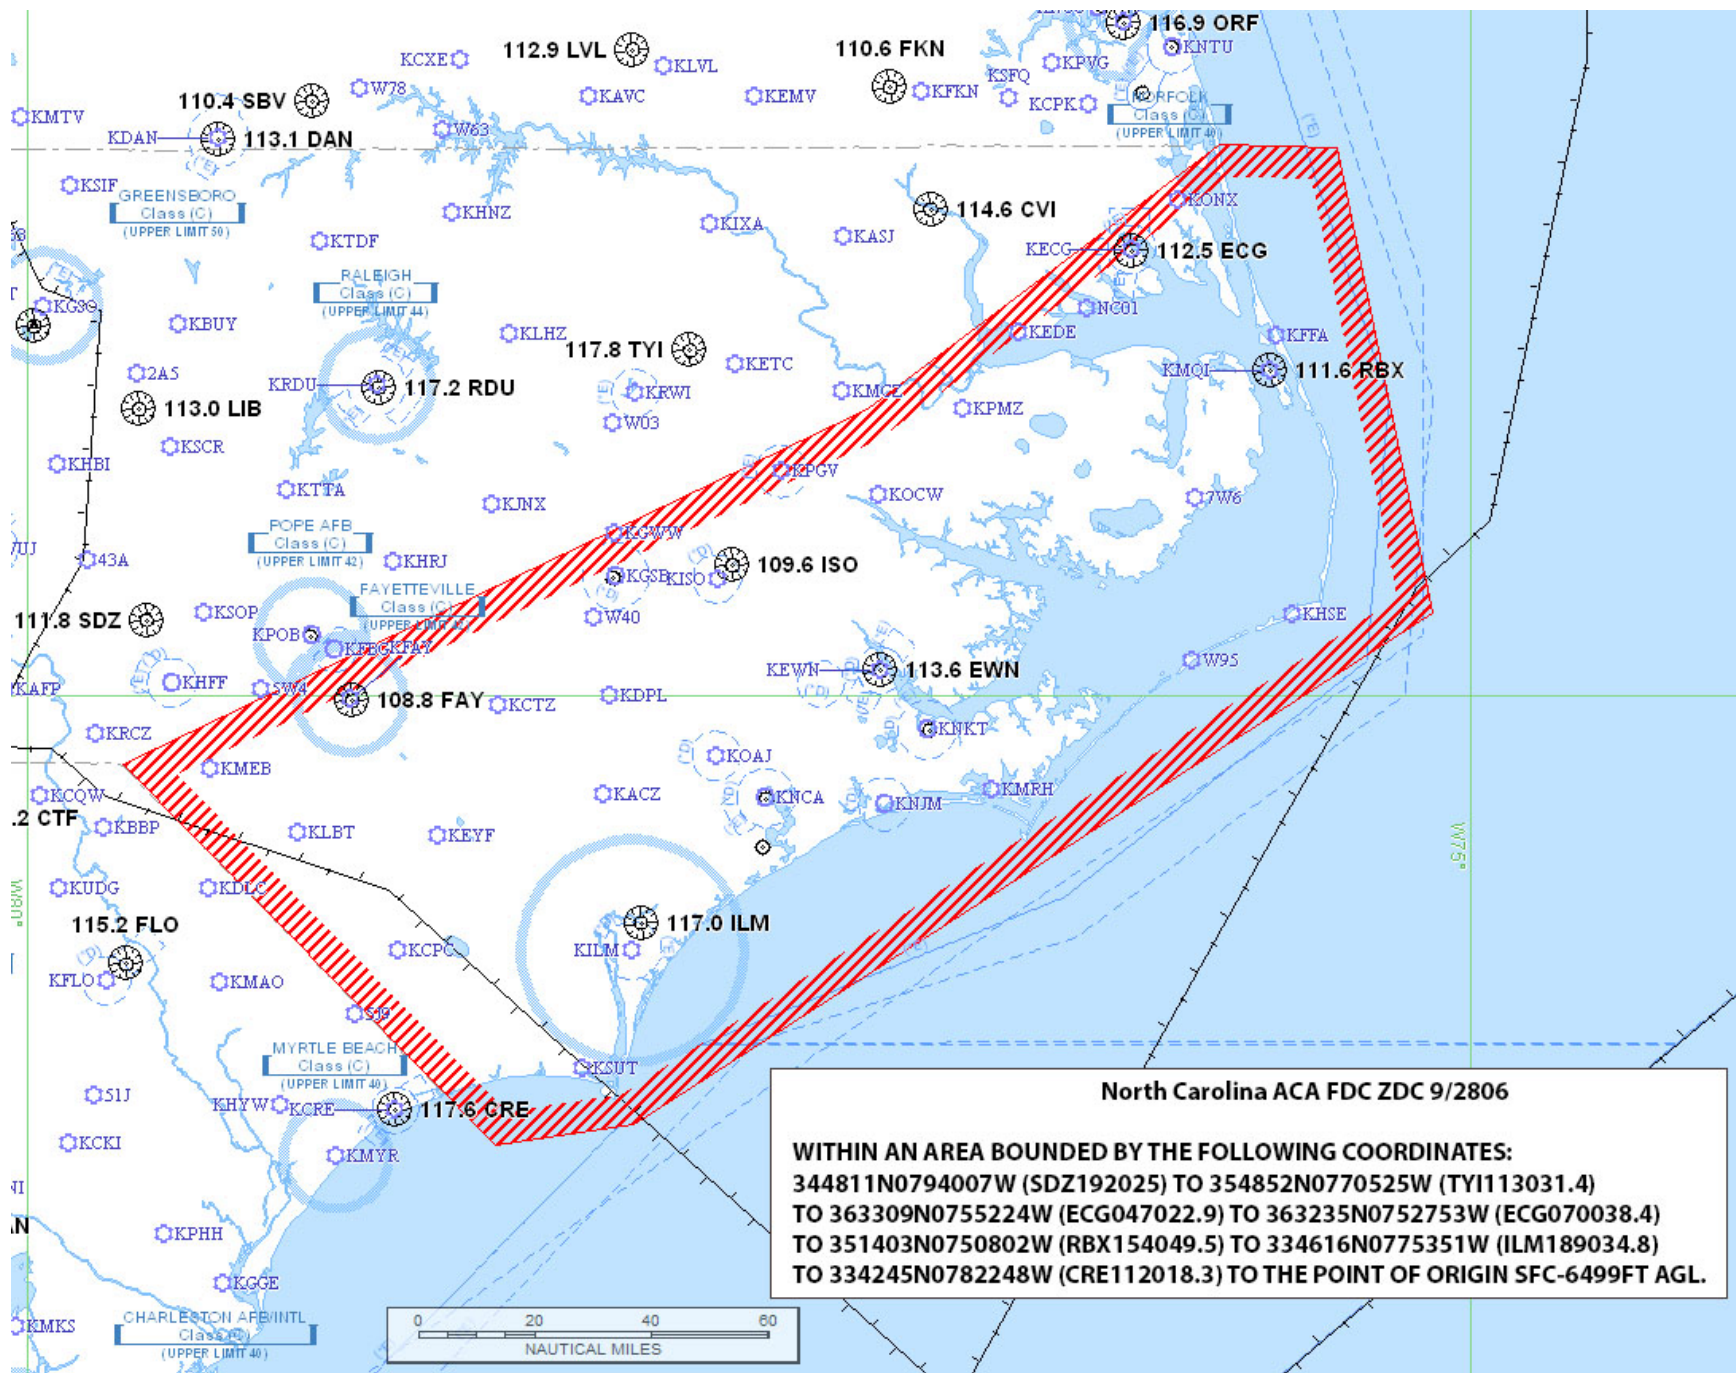 116.9 ORF
KNTU
KCXE
112.9 LVL
KLVL
110.6 FKN
KPVG
KSFQ
W78
KAVC
KEMV
KFKN
KCPK
110.4 SBV
NORFOLK
Class (C)
(UPPER LIMIT 40)
KMTV
KDAN
113.1 DAN
W63
KSIF
GREENSBORO
Class (C)
(UPPER LIMIT 50)
KHNZ
KIXA
114.6 CVI
KONX
KTDF
KASJ
KECG
112.5 ECG
RALEIGH
Class (C)
(UPPER LIMIT 44)
KGSO
KBUY
KLHZ
NC01
KEDE
KFFA
117.8 TYI
KETC
KMQI
111.6 RBX
2A5
KRDU
117.2 RDU
KRWI
KMCZ
KPMZ
113.0 LIB
W03
KSCR
KHBI
KPGV
KTTA
KJNX
KOCW
7W6
POPE AFB
Class (C)
(UPPER LIMIT 42)
KGWW
43A
KHRJ
109.6 ISO
KGSB
KISO
FAYETTEVILLE
Class (C)
111.8 SDZ
KSOP
W40
KHSE
KPOB
KFBG
KFAY
W95
KAFP
KHFF
5W4
108.8 FAY
KCTZ
KDPL
KEWN
113.6 EWN
KRCZ
KNKT
KMEB
KOAJ
KCQW
KACZ
KNCA
KNJM
KMRH
.2 CTF
KBBP
KLBT
KEYF
W75°
KUDG
KDLC
W80°
115.2 FLO
117.0 ILM
KCPC
KILM
KFLO
KMAO
5J9
MYRTLE BEACH
Class (C)
(UPPER LIMIT 40)
KSUT
51J
KHYW
KCRE
117.6 CRE
KCKI
KMYR
North Carolina ACA FDC ZDC 9/2806
WITHIN AN AREA BOUNDED BY THE FOLLOWING COORDINATES:
344811N0794007W (SDZ192025) TO 354852N0770525W (TYI113031.4)
TO 363309N0755224W (ECG047022.9) TO 363235N0752753W (ECG070038.4)
TO 351403N0750802W (RBX154049.5) TO 334616N0775351W (ILM189034.8)
TO 334245N0782248W (CRE112018.3) TO THE POINT OF ORIGIN SFC-6499FT AGL.
KPHH
KGGE
KMKS
CHARLESTON AFB/INTL
Class (C)
(UPPER LIMIT 40)
0 20 40 60
NAUTICAL MILES